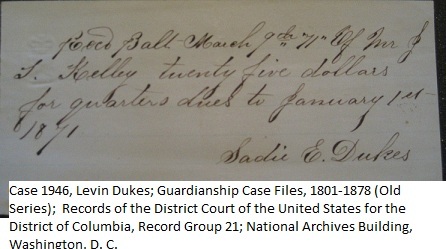 Recd Balt March 9th "71" Of Mr J
T. Kelley twenty five dollars
for quarters dues to January 1st
1871
Sadie E. Dukes
Case 1946, Levin Dukes; Guardianship Case Files, 1801-1878 (Old
Series);  Records of the District Court of the United States for the
District of Columbia, Record Group 21; National Archives Building,
Washington. D. C.